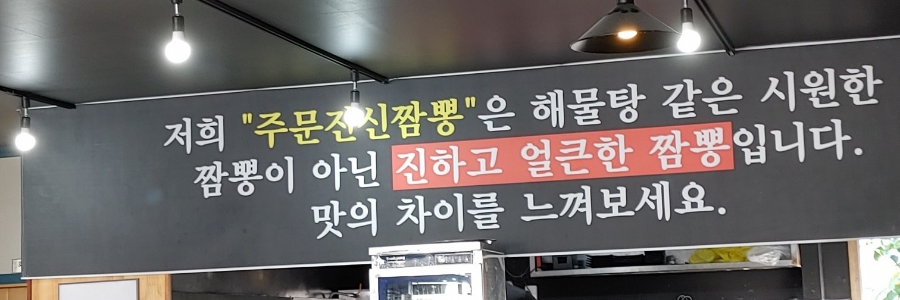 저희 "주문진신짬뽕"은 해물탕 같은 시원한
짬뽕이 아닌 진하고 얼큰한 짬뽕입니다.
맛의 차이를 느껴보세요.